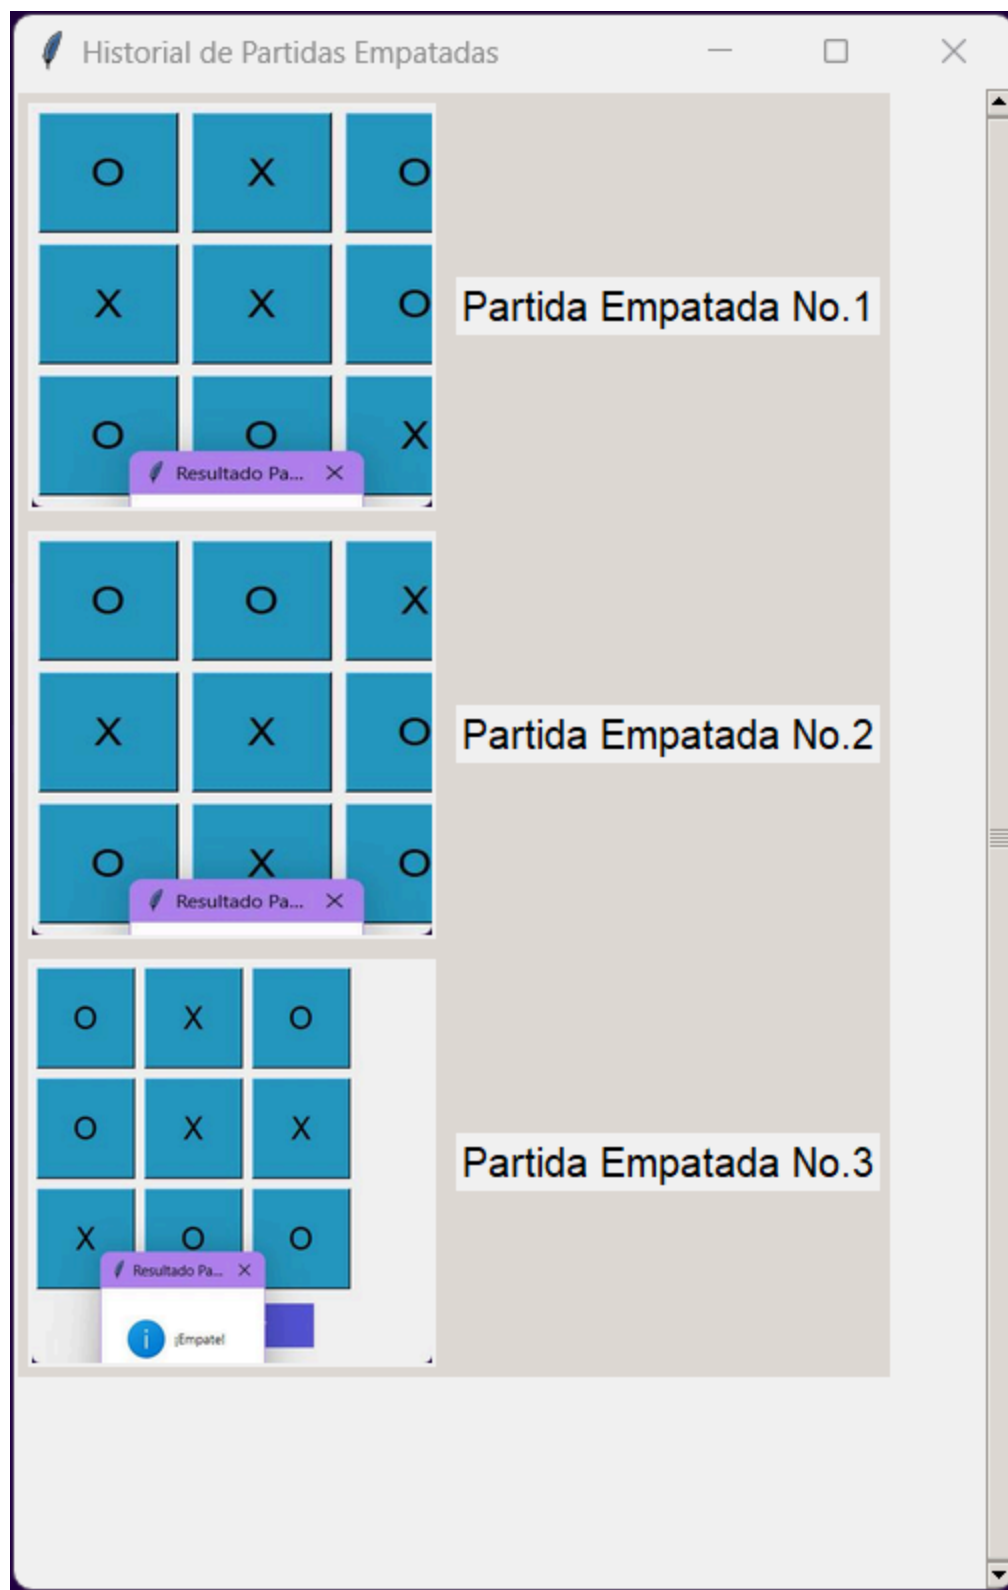 Historial de Partidas Empatadas
O X O
X X O
O O X
Resultado Pa...
Partida Empatada No.1
O O X
X X O
O X O
Resultado Pa...
Partida Empatada No.2
O X O
O X X
X O O
Resultado Pa...
¡Empate!
Partida Empatada No.3